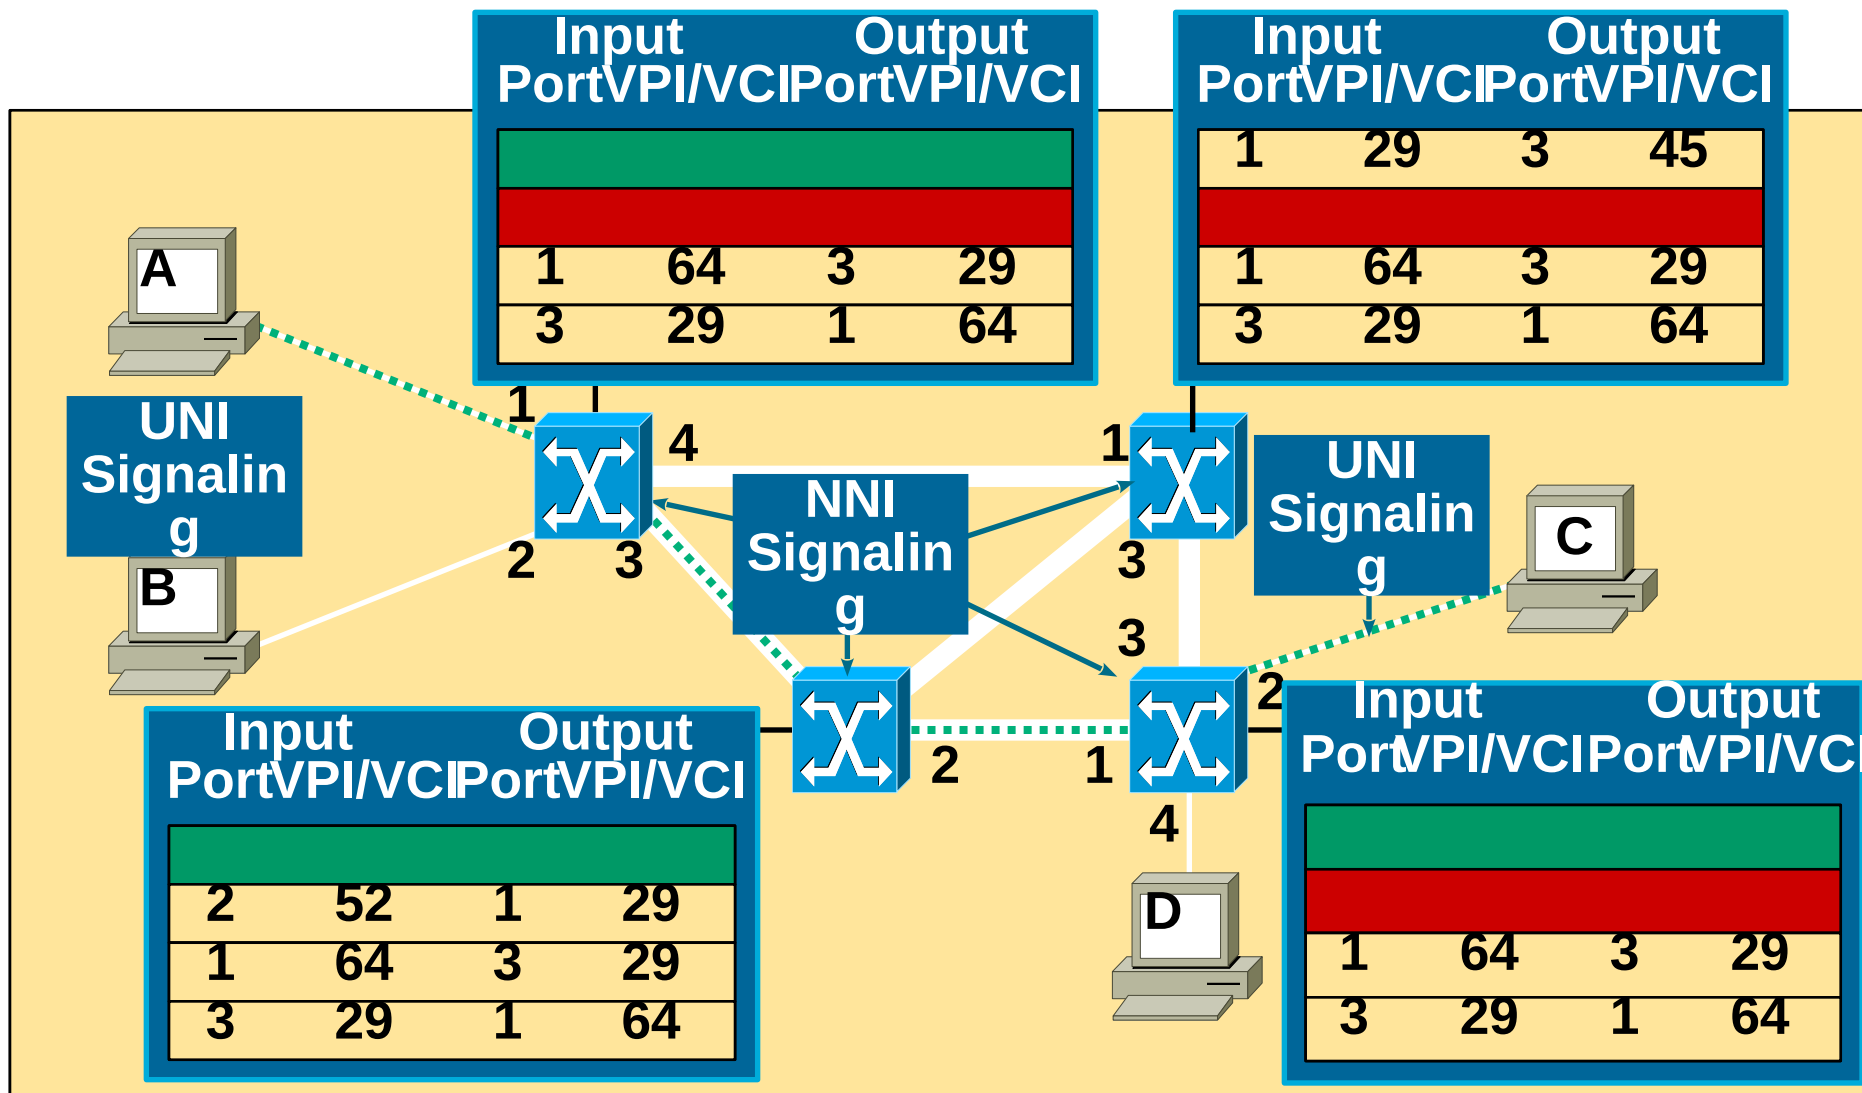 Input Output
PortVPI/VCIPortVPI/VCI
1 64 3 29
3 29 1 64
Input Output
PortVPI/VCIPortVPI/VCI
1 29 3 45
1 64 3 29
3 29 1 64
A
UNI
Signalin
g
B
1
4
2
3
NNI
Signalin
g
1
3
UNI
Signalin
g
C
3
2
2
1
4
D
Input Output
PortVPI/VCIPortVPI/VCI
2 52 1 29
1 64 3 29
3 29 1 64
Input Output
PortVPI/VCIPortVPI/VCI
1 64 3 29
3 29 1 64